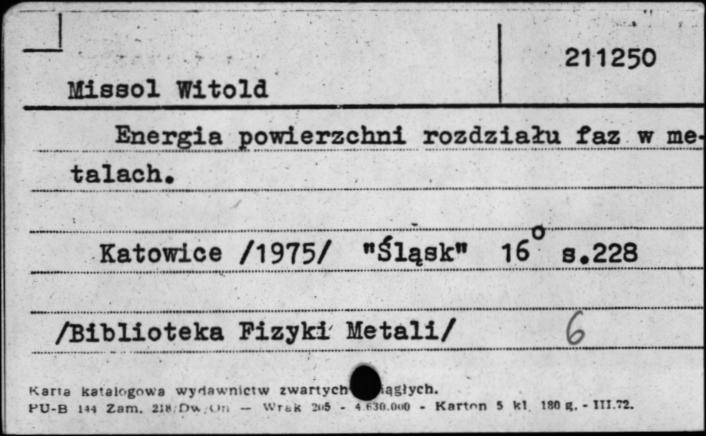 211250
Missol Witold
Energia powierzchni rozdziału faz w me-
talach.
Katowice /1975/ "Śląsk" 16° s.228
/Biblioteka Fizyki Metali/ 6
Karta katalogowa wydawnictw zwartych ciągłych.
PU-B 144 Zam. 218 Dw. On — Wrsk 205 - 4.630.000 - Karton 5 kl. 180 g. - III.72.